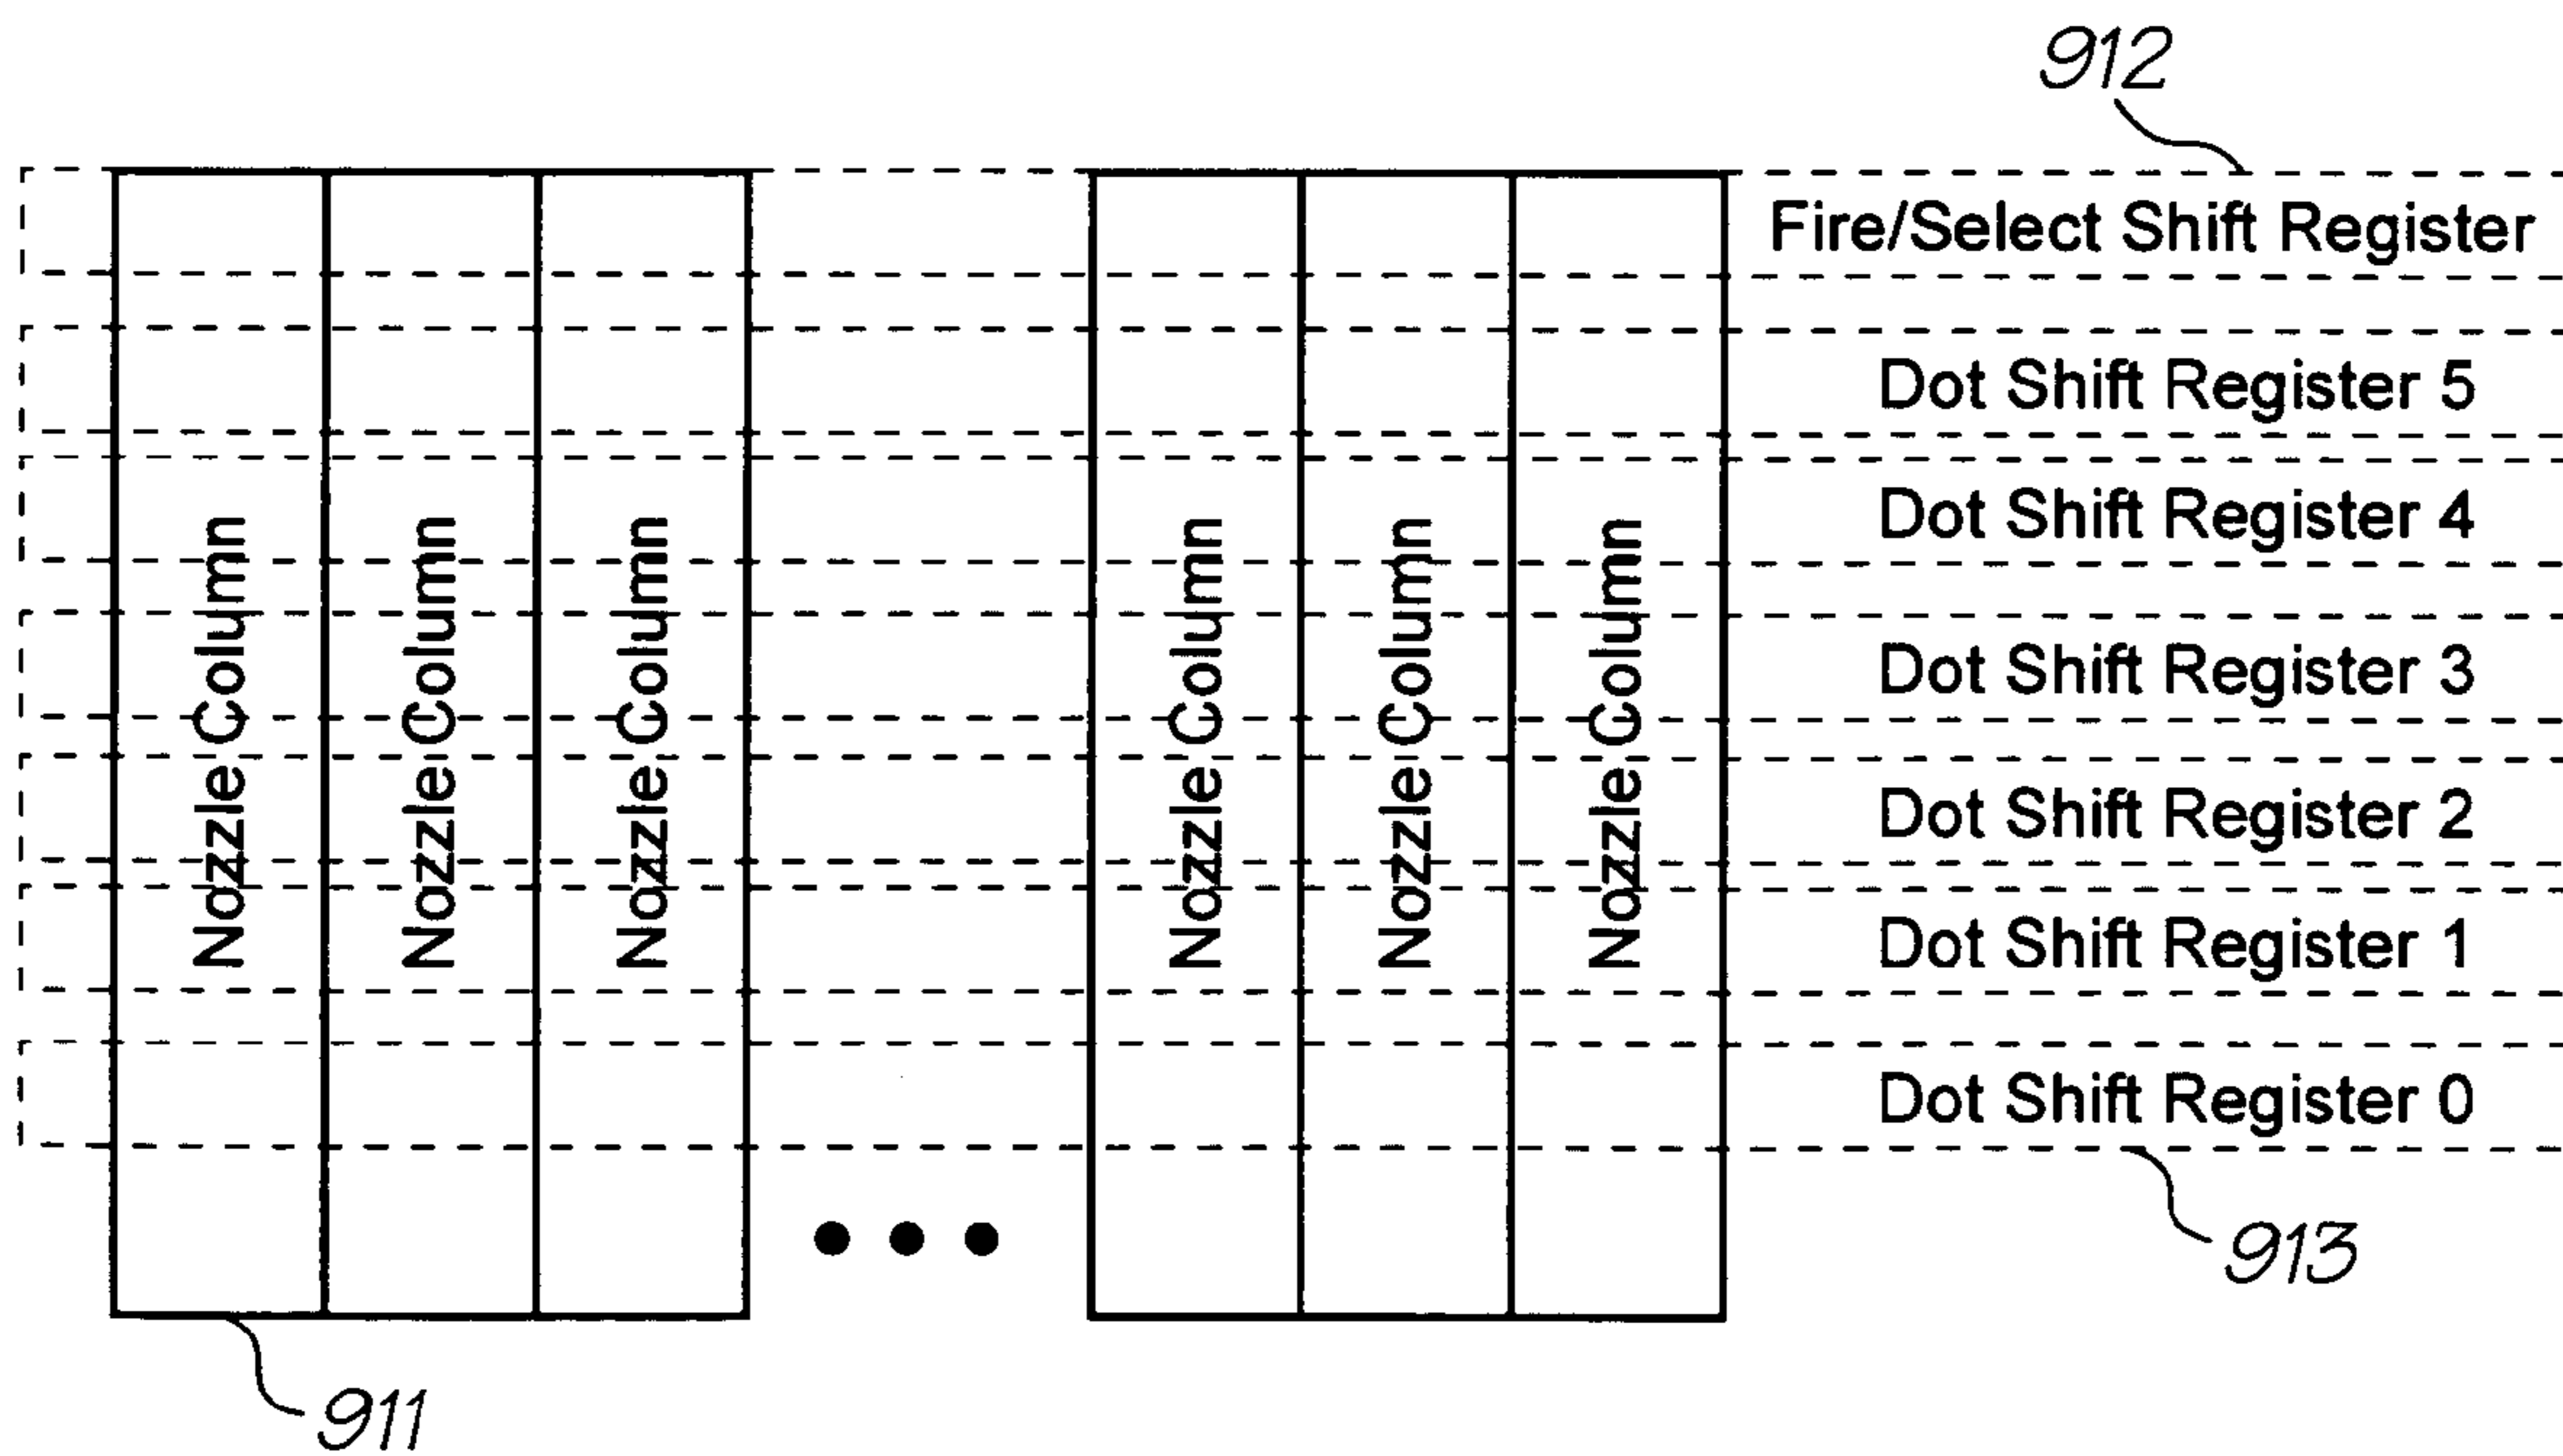 912
Fire/Select Shift Register
Dot Shift Register 5
Dot Shift Register 4
Dot Shift Register 3
Dot Shift Register 2
Dot Shift Register 1
Dot Shift Register 0
Nozzle Column
Nozzle Column
Nozzle Column
Nozzle Column
Nozzle Column
Nozzle Column
913
911